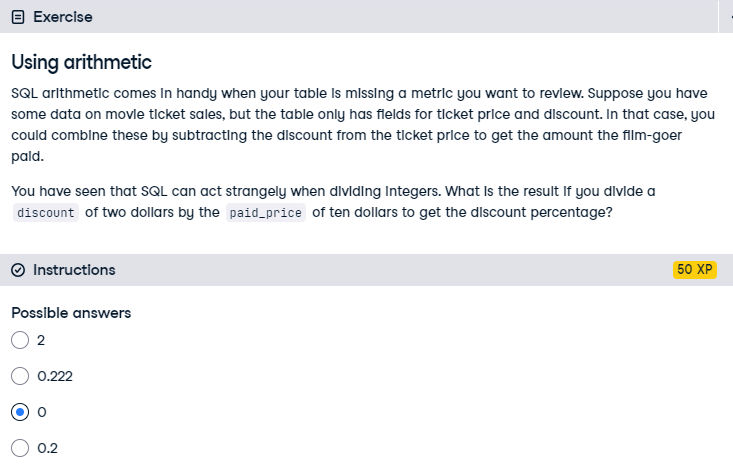 Exercise
Using arithmetic
SQL arithmetic comes in handy when your table is missing a metric you want to review. Suppose you have
some data on movie ticket sales, but the table only has fields for ticket price and discount. In that case, you
could combine these by subtracting the discount from the ticket price to get the amount the film-goer
paid.
You have seen that SQL can act strangely when dividing integers. What is the result if you divide a
discount of two dollars by the paid_price of ten dollars to get the discount percentage?
Instructions
50 XP
Possible answers
2
0.222
0
0.2